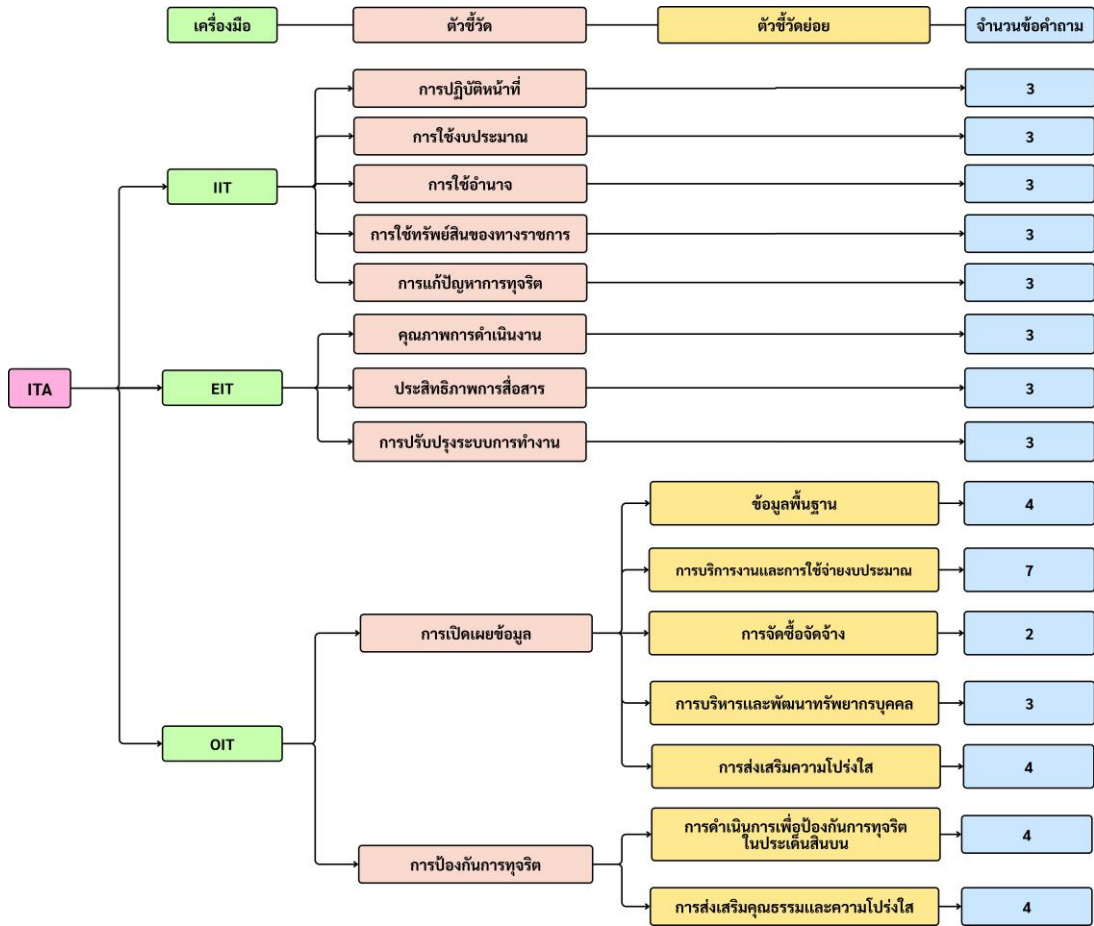 เครื่องมือ
ตัวชี้วัด
ตัวชี้วัดย่อย
จำนวนข้อคำถาม
ITA
IIT
การปฏิบัติหน้าที่
3
การใช้งบประมาณ
3
การใช้อำนาจ
3
การใช้ทรัพย์สินของทางราชการ
3
การแก้ปัญหาการทุจริต
3
EIT
คุณภาพการดำเนินงาน
3
ประสิทธิภาพการสื่อสาร
3
การปรับปรุงระบบการทำงาน
3
OIT
การเปิดเผยข้อมูล
ข้อมูลพื้นฐาน
4
การบริการงานและการใช้จ่ายงบประมาณ
7
การจัดซื้อจัดจ้าง
2
การบริหารและพัฒนาทรัพยากรบุคคล
3
การส่งเสริมความโปร่งใส
4
การป้องกันการทุจริต
การดำเนินการเพื่อป้องกันการทุจริต
ในประเด็นสินบน
4
การส่งเสริมคุณธรรมและความโปร่งใส
4